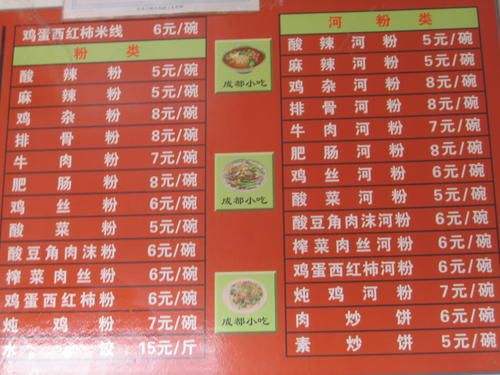 鸡蛋西红柿米线 6元/碗
粉 类
酸辣粉 5元/碗
麻辣粉 5元/碗
鸡杂粉 8元/碗
排骨粉 8元/碗
牛肉粉 7元/碗
肥肠粉 8元/碗
鸡丝粉 6元/碗
酸菜粉 5元/碗
酸豆角肉沫粉 6元/碗
榨菜肉丝粉 6元/碗
鸡蛋西红柿粉 6元/碗
炖鸡粉 7元/碗
水饺 15元/斤
成都小吃
成都小吃
成都小吃
河 粉 类
酸辣河粉 5元/碗
麻辣河粉 5元/碗
鸡杂河粉 8元/碗
排骨河粉 8元/碗
牛肉河粉 7元/碗
肥肠河粉 8元/碗
鸡丝河粉 6元/碗
酸菜河粉 5元/碗
酸豆角肉沫河粉 6元/碗
榨菜肉丝河粉 6元/碗
鸡蛋西红柿河粉 6元/碗
炖鸡河粉 7元/碗
肉炒饼 6元/碗
素炒饼 5元/碗